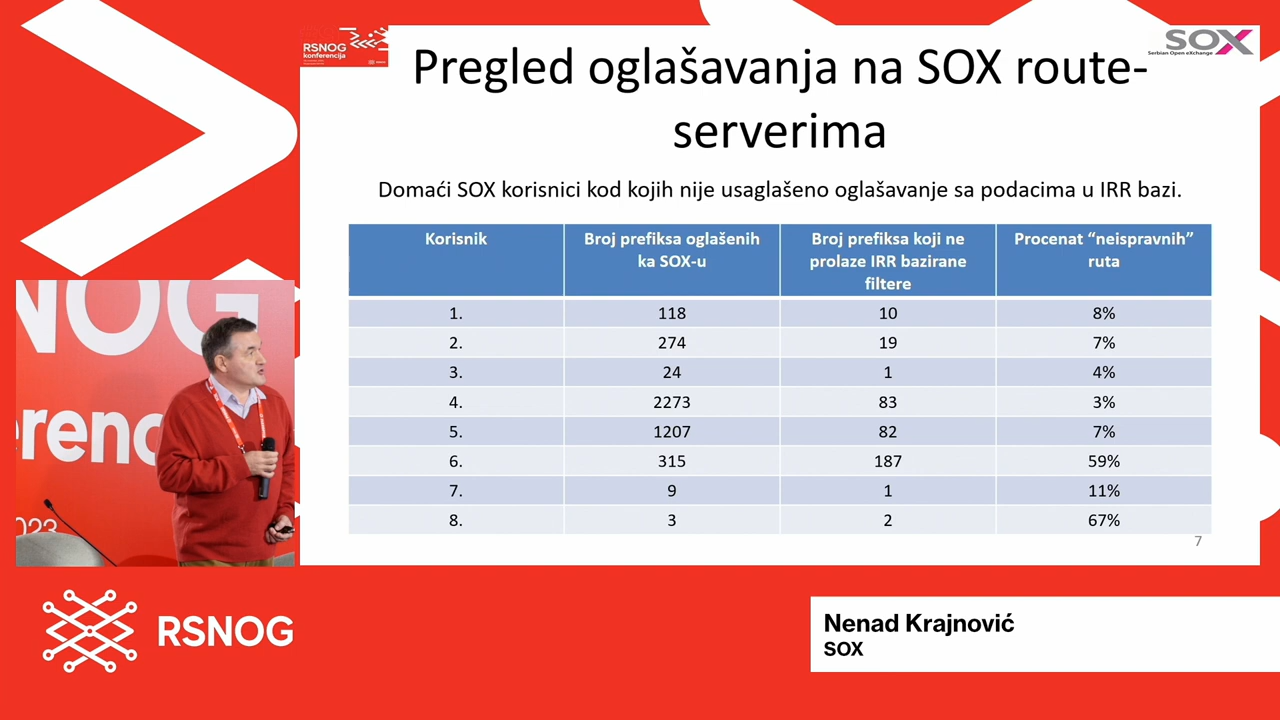 RSNOG
konferencija
SOX
Serbian Open eXchange
Pregled oglašavanja na SOX route-
serverima
Domaći SOX korisnici kod kojih nije usaglašeno oglašavanje sa podacima u IRR bazi.
Korisnik
Broj prefiksa oglašenih
ka SOX-u
Broj prefiksa koji ne
prolaze IRR bazirane
filtere
Procenat “neispravnih”
ruta
1. 118 10 8%
2. 274 19 7%
3. 24 1 4%
4. 2273 83 3%
5. 1207 82 7%
6. 315 187 59%
7. 9 1 11%
8. 3 2 67%
7
NOG
erenc
023
RSNOG
Nenad Krajnović
SOX